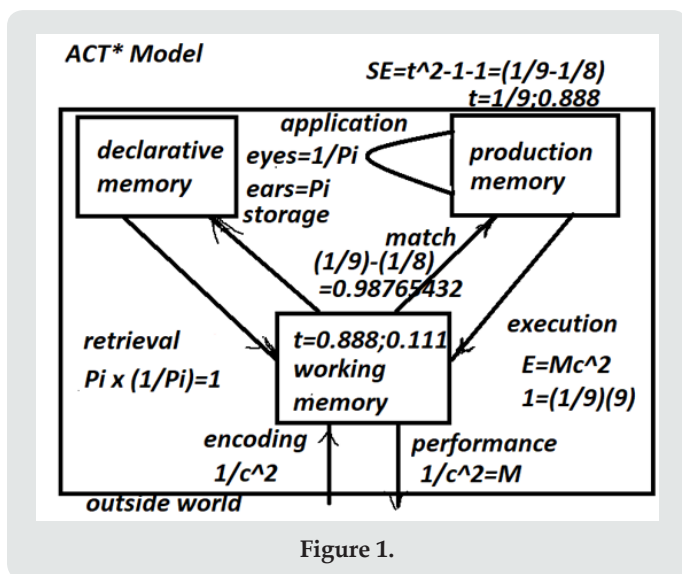 ACT* Model
SE=t^2-1-1=(1/9-1/8)
t=1/9;0.888
application
eyes=1/Pi
ears=Pi
storage
declarative
memory
production
memory
match
(1/9)-(1/8)
=0.98765432
retrieval
Pi x (1/Pi)=1
t=0.888;0.111
working
memory
execution
E=Mc^2
1=(1/9)(9)
encoding
1/c^2
performance
1/c^2=M
outside world
Figure 1.